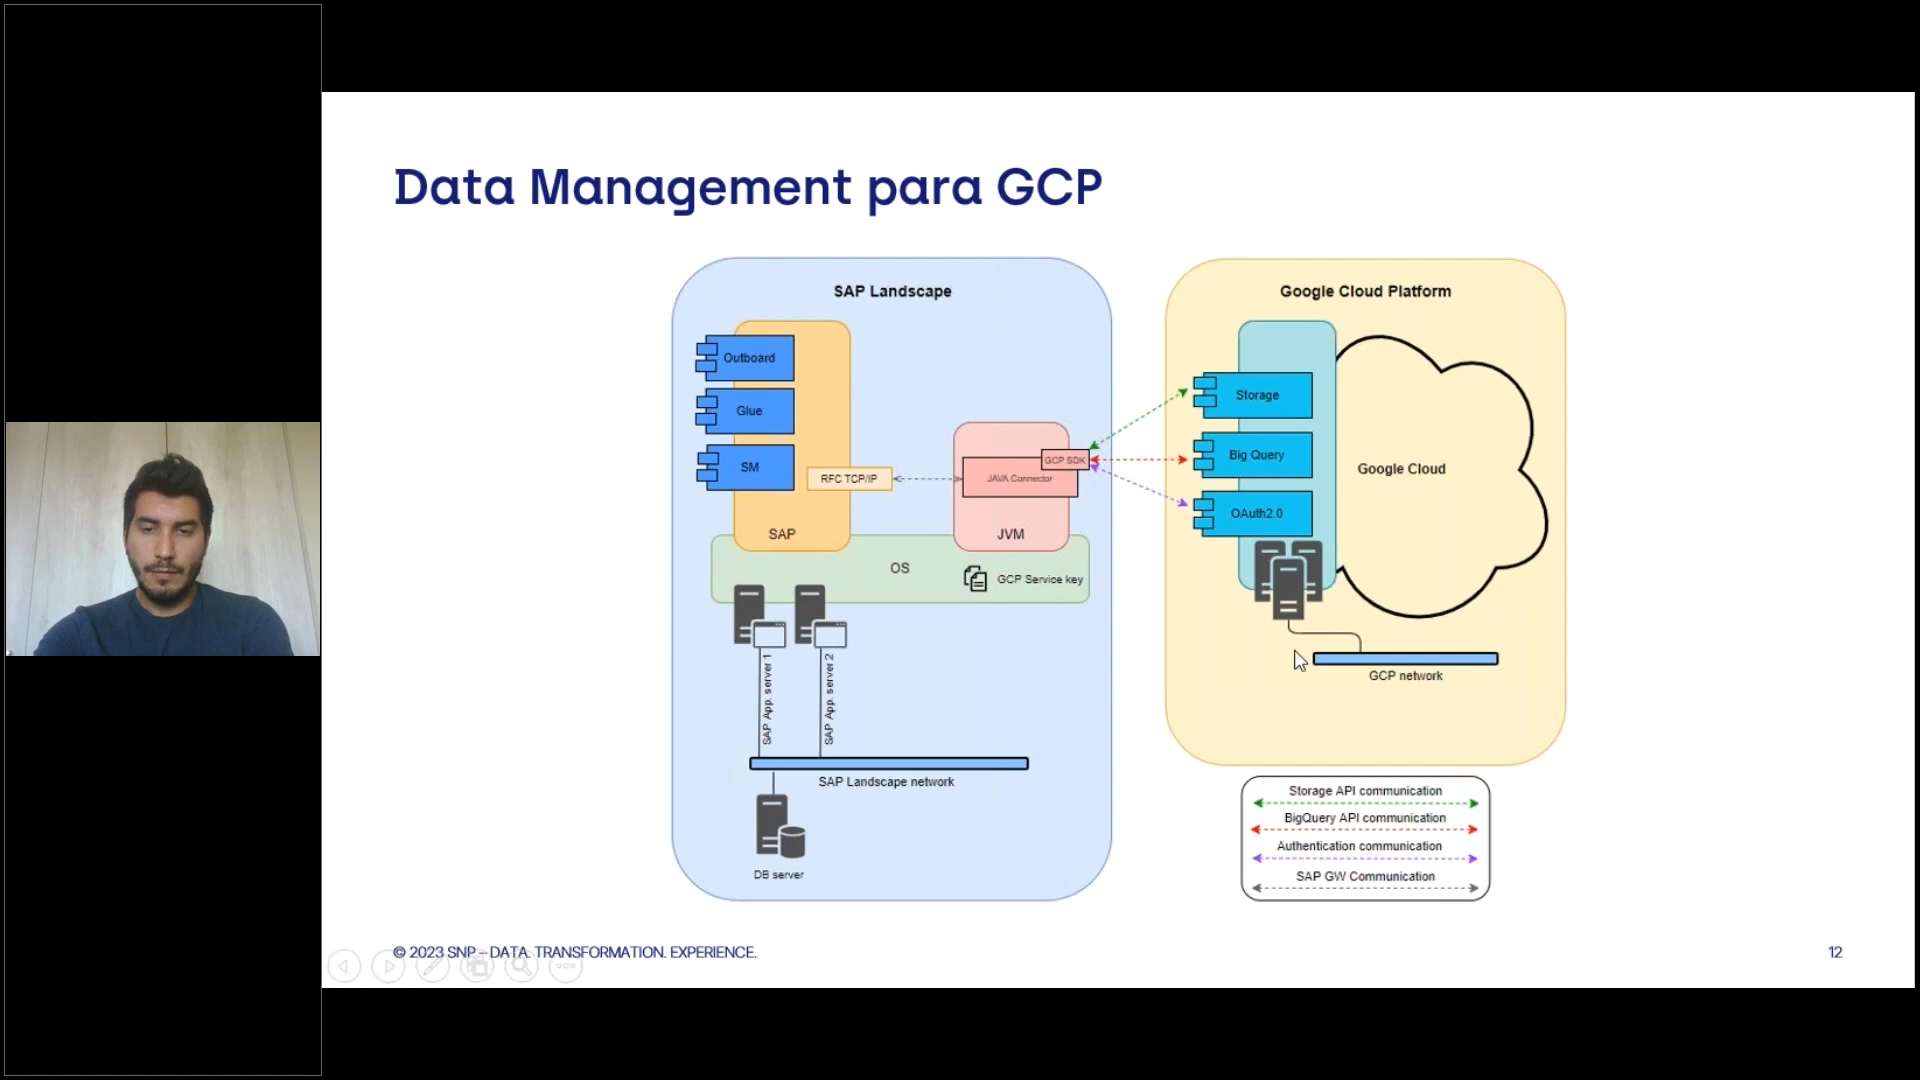 Data Management para GCP
SAP Landscape
Outboard
Glue
SM
RFC TCP/IP
SAP
GCP SDK
JAVA Connector
JVM
OS
GCP Service key
SAP App. server 1
SAP App. server 2
SAP Landscape network
DB server
Google Cloud Platform
Storage
Big Query
OAuth2.0
Google Cloud
GCP network
Storage API communication
BigQuery API communication
Authentication communication
SAP GW Communication
© 2023 SNP – DATA. TRANSFORMATION. EXPERIENCE.
12